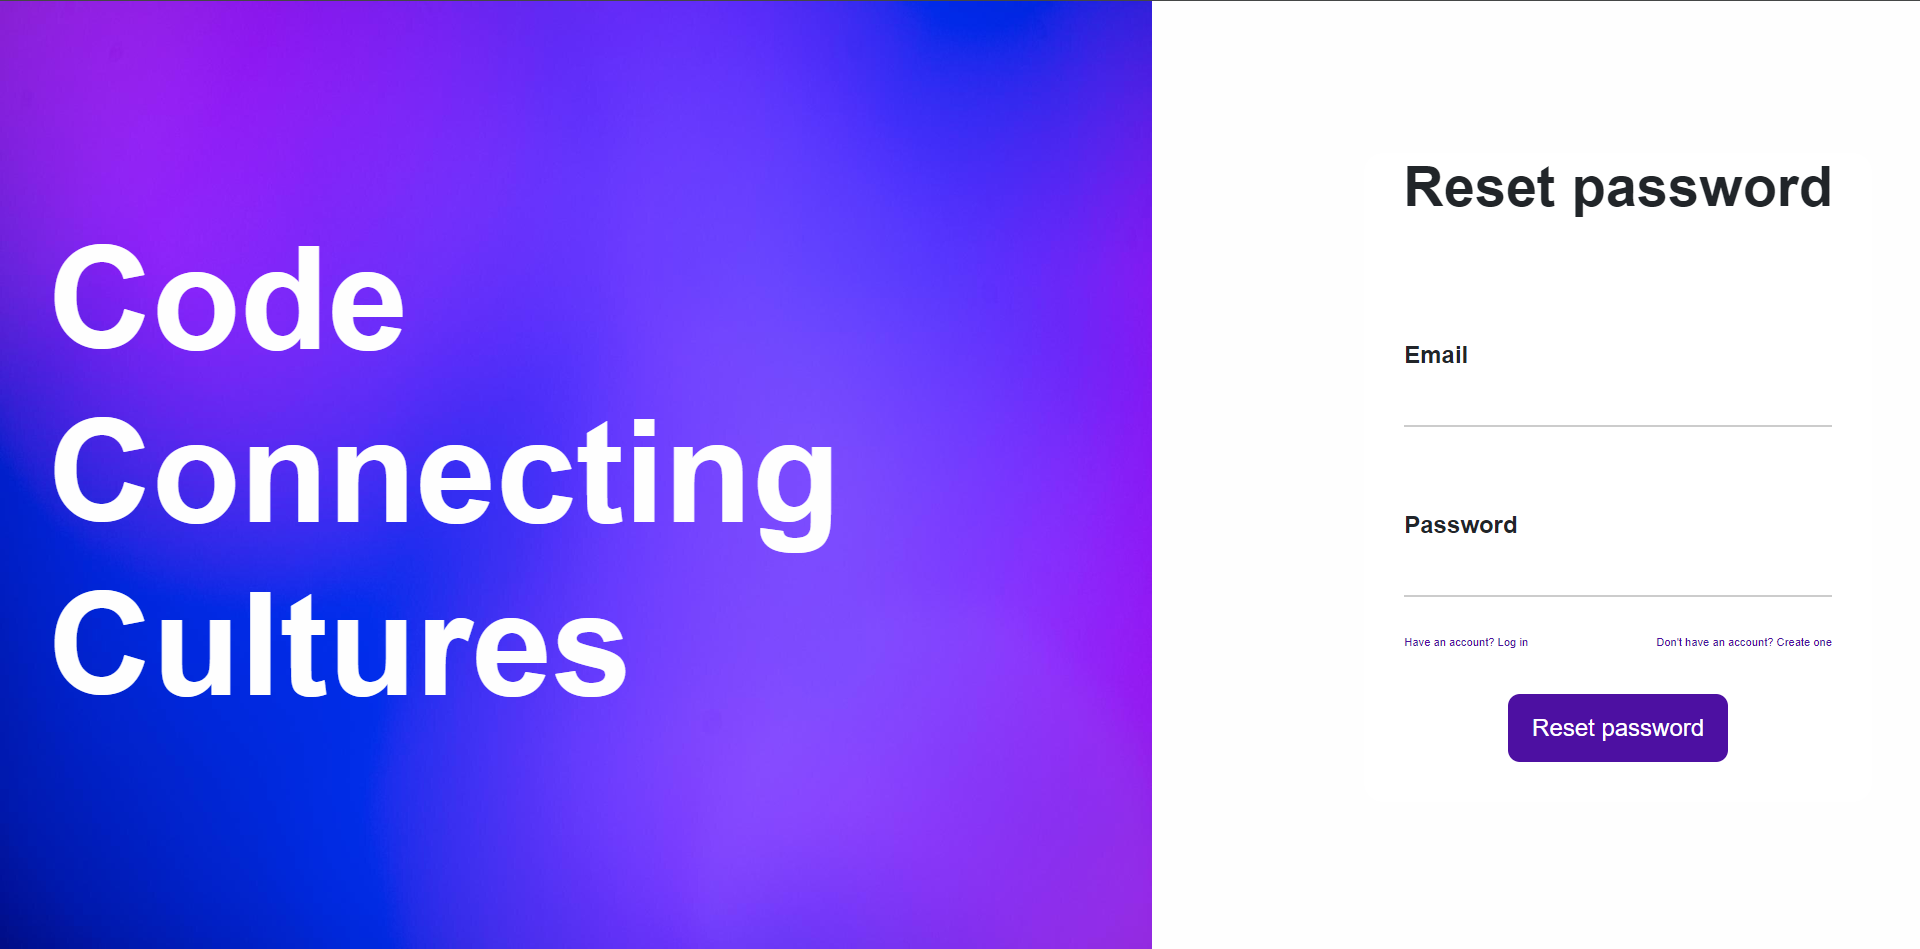 Code
Connecting
Cultures
Reset password
Email
Password
Have an account? Log in
Don't have an account? Create one
Reset password